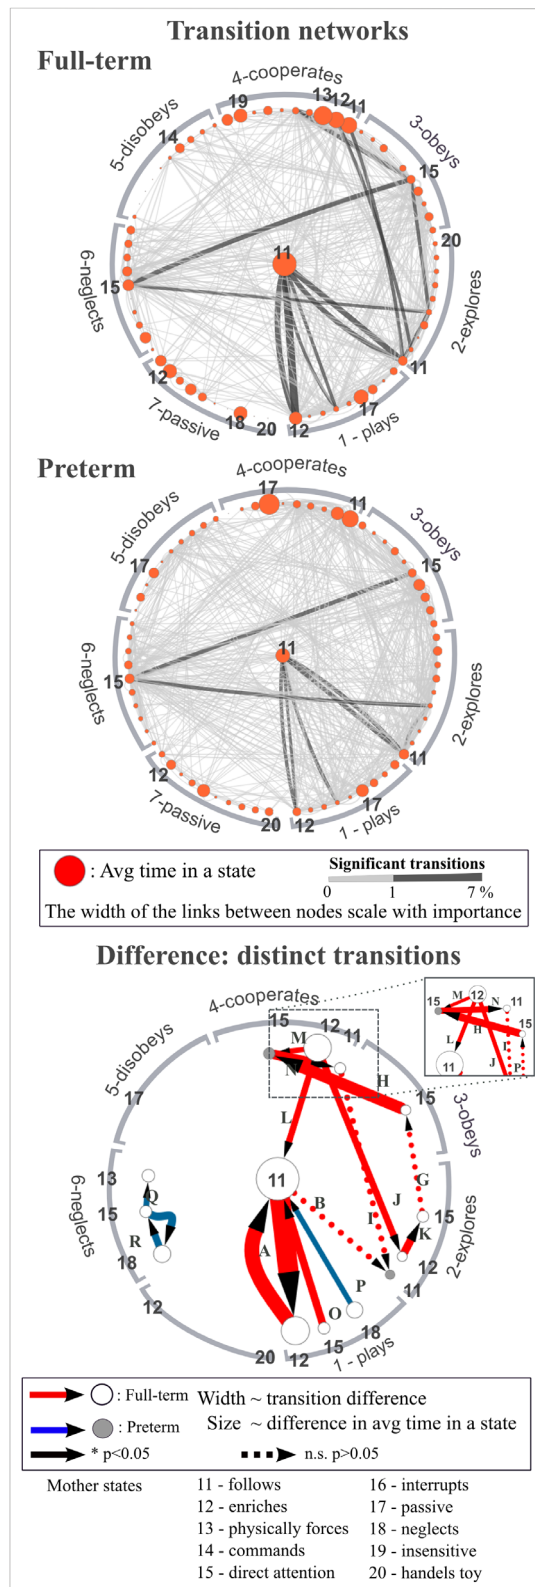 Transition networks
Full-term
4-cooperates
19
13
12
11
5-disobeys
14
3-obeys
15
11
20
6-neglects
15
2-explores
11
12
17
7-passive
18
20
12
1 - plays
Preterm
4-cooperates
17
11
5-disobeys
17
3-obeys
15
11
6-neglects
15
2-explores
11
12
17
7-passive
20
12
1 - plays
: Avg time in a state
Significant transitions
0
1
7 %
The width of the links between nodes scale with importance
Difference: distinct transitions
4-cooperates
15
12
11
M
N
5-disobeys
17
15
M
12
N
11
H
15
L
I
11
J
P
H
15
3-obeys
L
13
6-neglects
11
B
J
G
Q
15
I
15
2-explores
K
R
A
12
18
P
11
12
O
18
20
12
15
1 - plays
: Full-term
Width ~ transition difference
: Preterm
Size ~ difference in avg time in a state
* p<0.05
n.s. p>0.05
Mother states
11 - follows
16 - interrupts
12 - enriches
17 - passive
13 - physically forces
18 - neglects
14 - commands
19 - insensitive
15 - direct attention
20 - handels toy